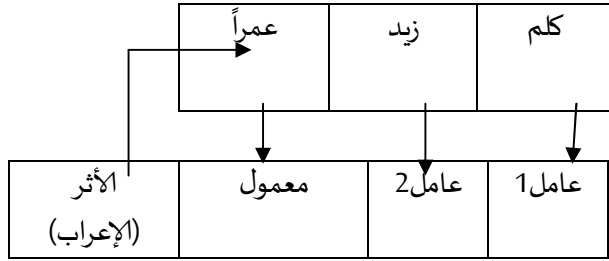 كلم زيد عمراً
عامل1 عامل2 معمول الأثر
(الإعراب)